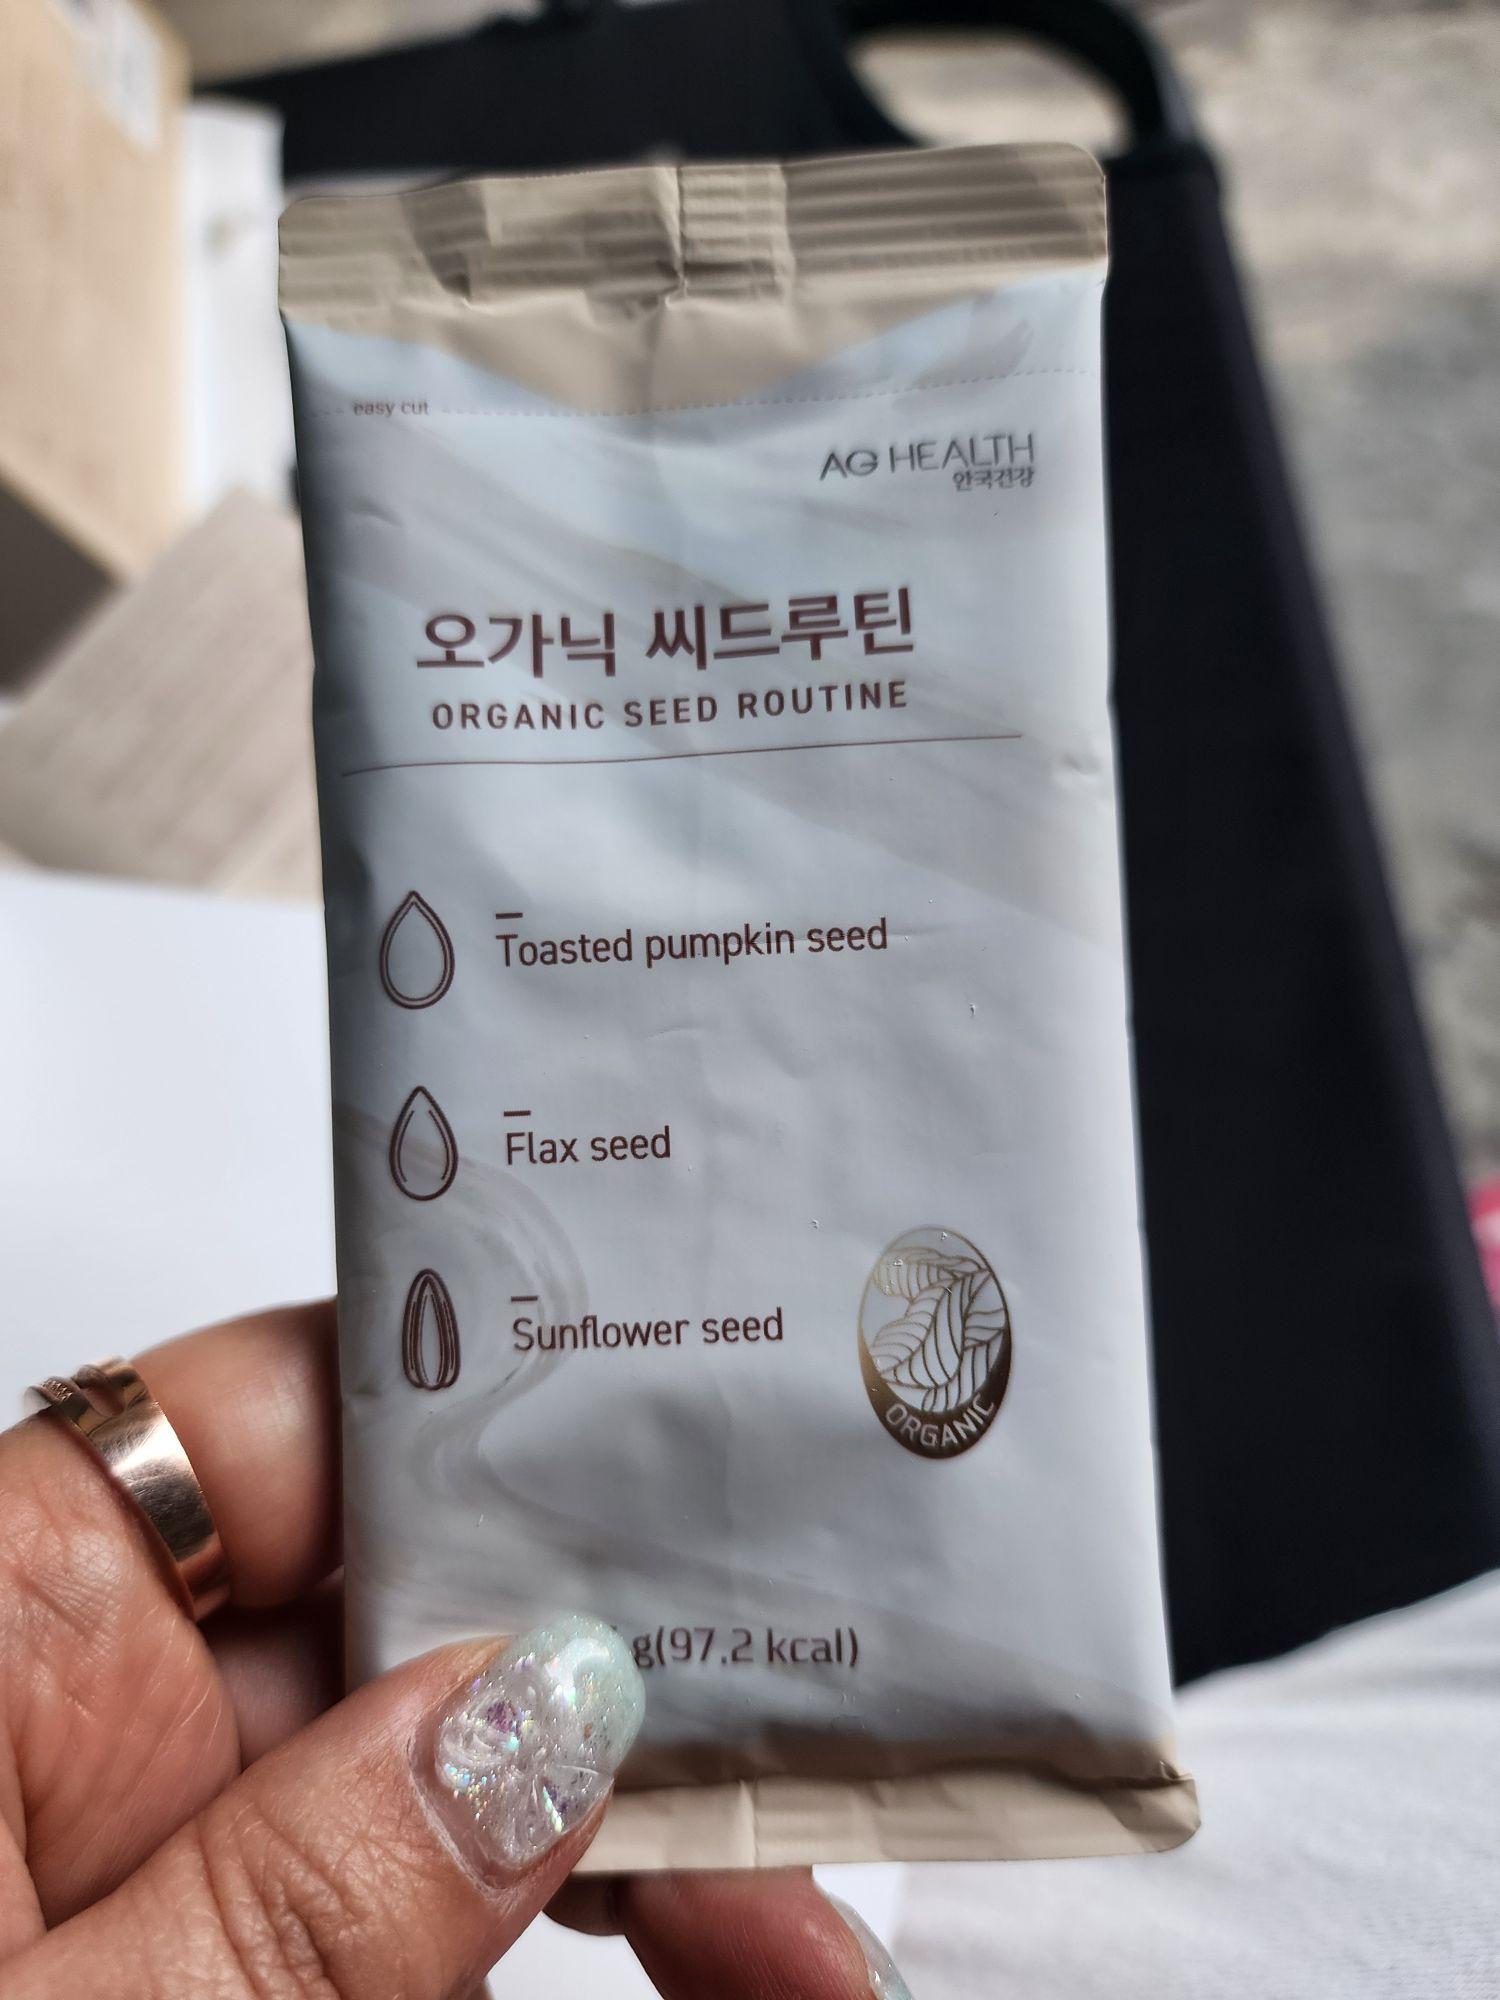 easy cut
AG HEALTH
안국건강
오가닉 씨드루틴
ORGANIC SEED ROUTINE
Toasted pumpkin seed
Flax seed
Sunflower seed
ORGANIC
g(97.2 kcal)